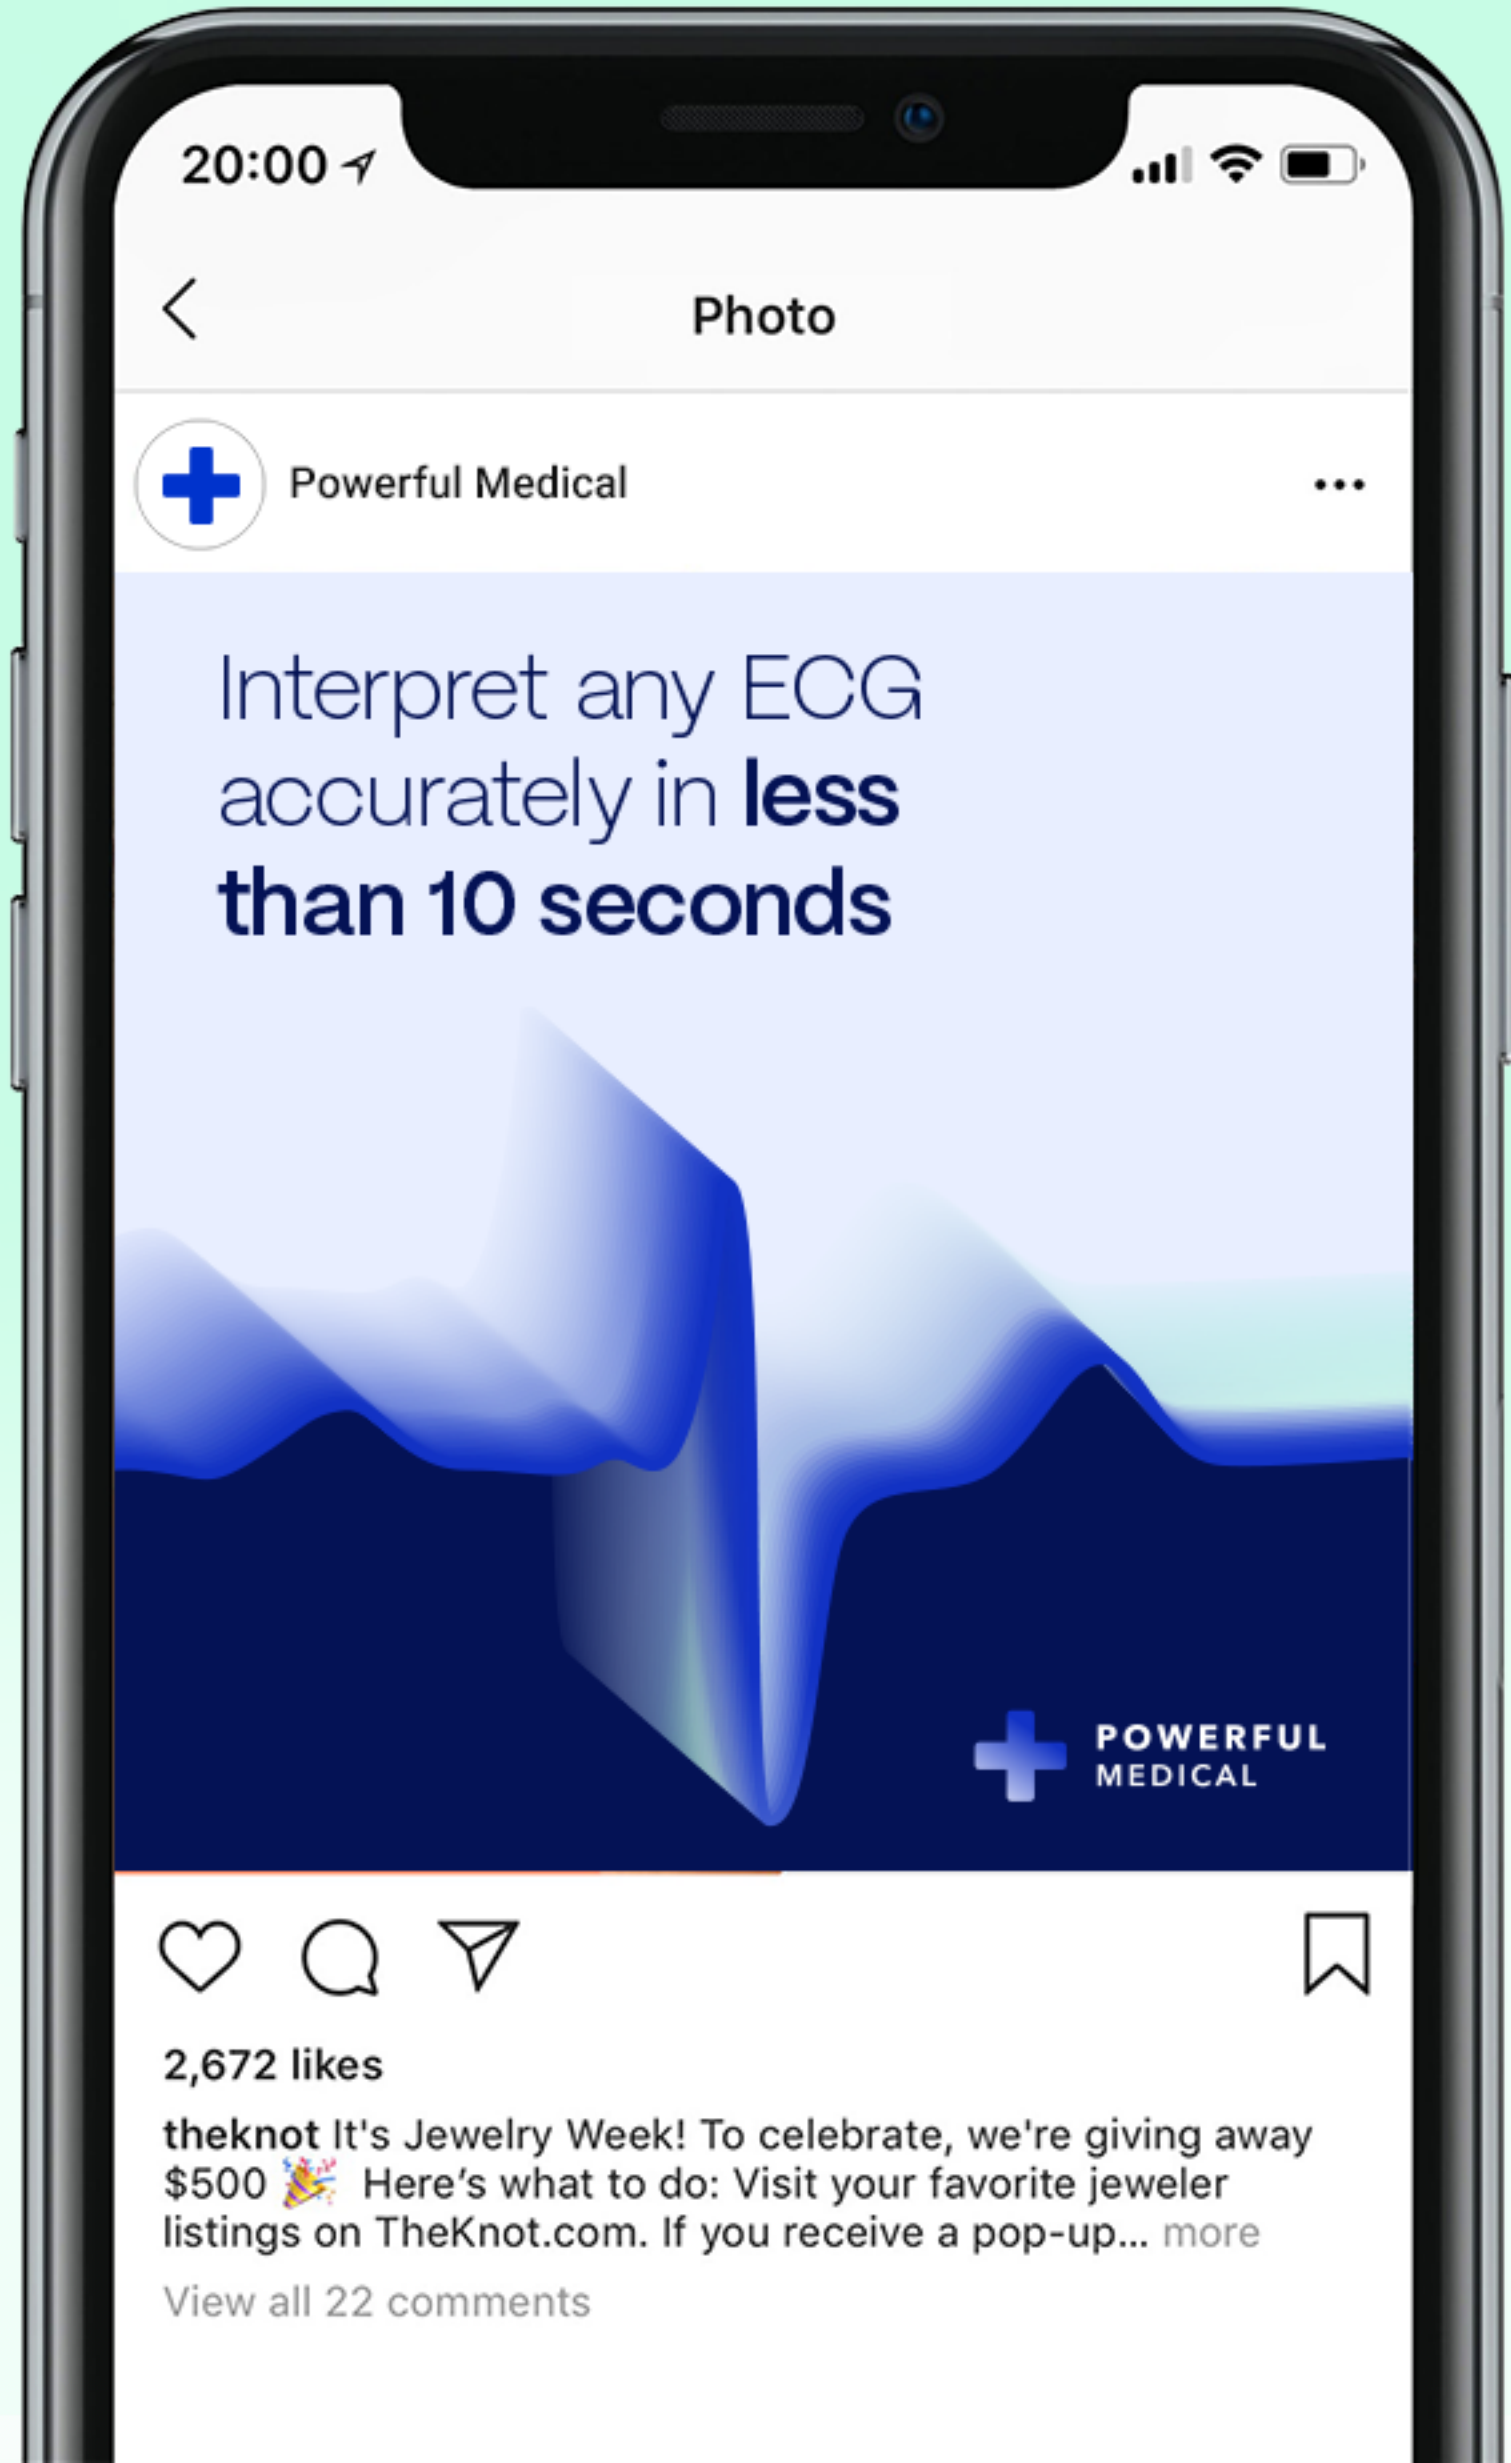 20:00
Photo
Powerful Medical
Interpret any ECG
accurately in less
than 10 seconds
POWERFUL
MEDICAL
2,672 likes
theknot It's Jewelry Week! To celebrate, we're giving away
$500 🎉 Here’s what to do: Visit your favorite jeweler
listings on TheKnot.com. If you receive a pop-up... more
View all 22 comments